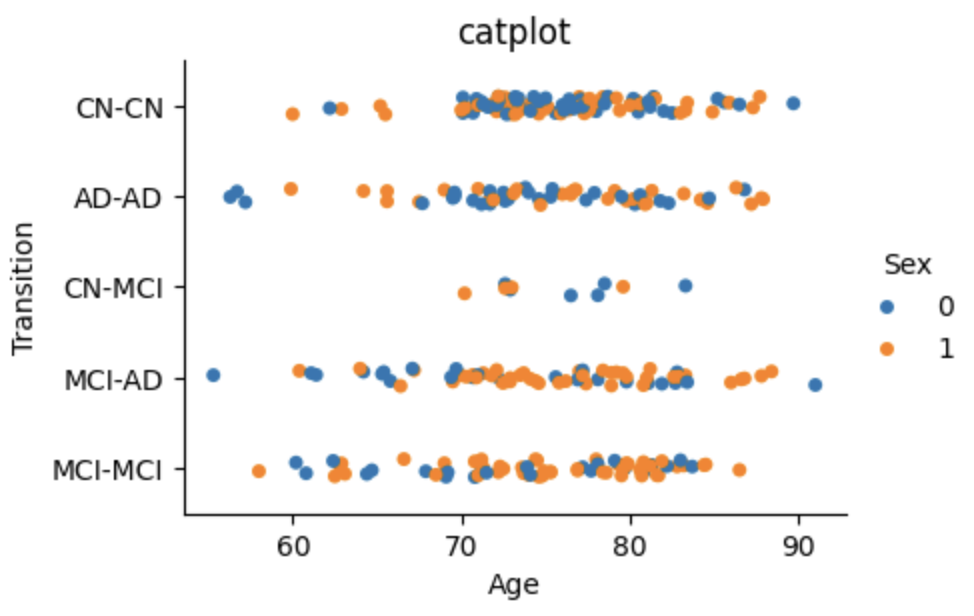 catplot
CN-CN
AD-AD
CN-MCI
MCI-AD
MCI-MCI
Transition
60 70 80 90
Age
Sex
0
1